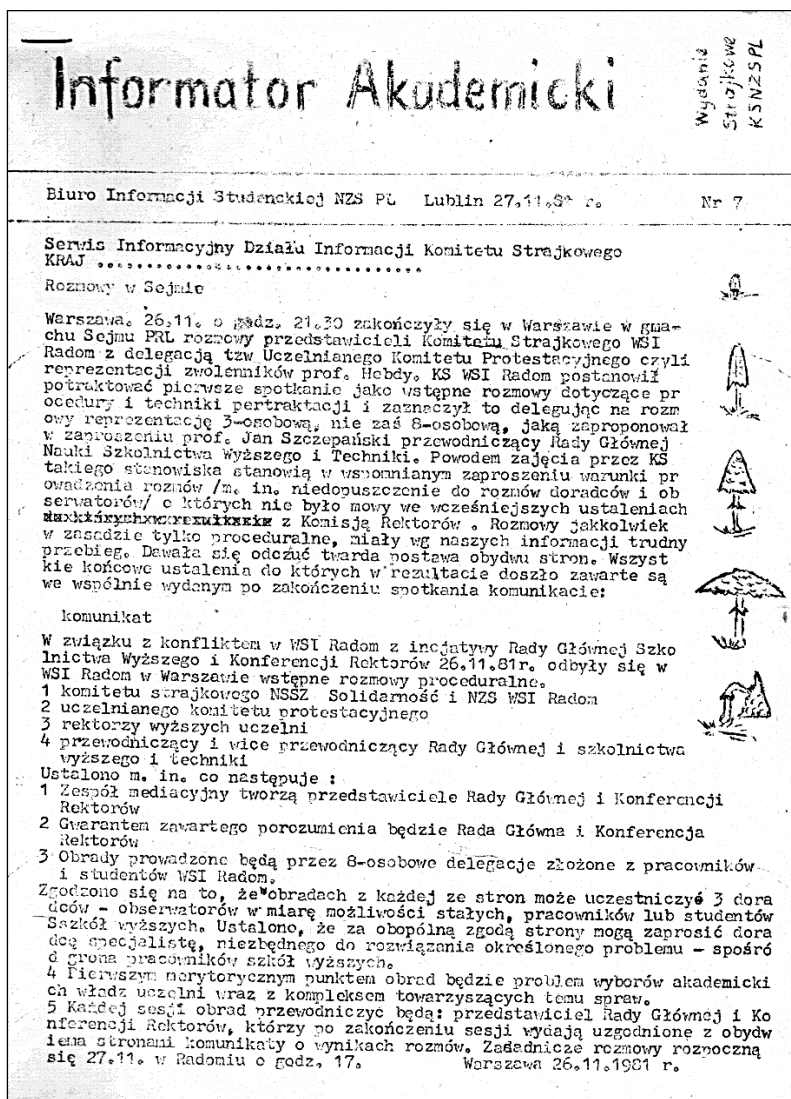 Informator Akademicki
Wydanie
Strajkowe
KSNZSPL
Biuro Informacji Studenckiej NZS PL Lublin 27.11.81 r. Nr 7
Serwis Informacyjny Działu Informacji Komitetu Strajkowego
KRAJ ...................................
Rozmowy w Sejmie
Warszawa. 26.11. o godz. 21.30 zakończyły się w Warszawie w gma-
chu Sejmu PRL rozmowy przedstawicieli Komitetu Strajkowego WSI
Radom z delegacją tzw Uczelnianego Komitetu Protestacyjnego czyli
reprezentacji zwolenników prof. Hebdy. KS WSI Radom postanowił
potraktować pierwsze spotkanie jako wstępne rozmowy dotyczące pr
ocedury i techniki pertraktacji i zaznaczył to delegując na rozm
owy reprezentację 3-osobową, nie zaś 8-osobową, jaką zaproponował
w zaproszeniu prof. Jan Szczepański przewodniczący Rady Głównej
Nauki Szkolnictwa Wyższego i Techniki. Powodem zajęcia przez KS
takiego stanowiska stanowią w wspomnianym zaproszeniu warunki pr
owadzenia rozmów /m. in. niedopuszczenie do rozmów doradców i ob
serwatorów/ o których nie było mowy we wcześniejszych ustaleniach
z Komisją Rektorów . Rozmowy jakkolwiek
w zasadzie tylko proceduralne, miały wg naszych informacji trudny
przebieg. Dawała się odczuć twarda postawa obydwu stron. Wszyst
kie końcowe ustalenia do których w rezultacie doszło zawarte są
we wspólnie wydanym po zakończeniu spotkania komunikacie:
komunikat
W związku z konfliktem w WSI Radom z incjatywy Rady Głównej Szko
lnictwa Wyższego i Konferencji Rektorów 26.11.81r. odbyły się w
WSI Radom w Warszawie wstępne rozmowy proceduralne.
1 komitetu strajkowego NSSZ Solidarność i NZS WSI Radom
2 uczelnianego komitetu protestacyjnego
3 rektorzy wyższych uczelni
4 przewodniczący i wice przewodniczący Rady Głównej i szkolnictwa
wyższego i techniki
Ustalono m. in. co następuje :
1 Zespół mediacyjny tworzą przedstawiciele Rady Głównej i Konferencji
Rektorów
2 Gwarantem zawartego porozumienia będzie Rada Główna i Konferencja
Rektorów
3 Obrady prowadzone będą przez 8-osobowe delegacje złożone z pracowników
i studentów WSI Radom.
Zgodzono się na to, że w obradach z każdej ze stron może uczestniczyć 3 dora
dców - obserwatorów w miarę możliwości stałych, pracowników lub studentów
Sszkół wyższych. Ustalono, że za obopólną zgodą strony mogą zaprosić dora
dcę specjalistę, niezbędnego do rozwiązania określonego problemu - spośró
d grona pracowników szkół wyższych.
4 Pierwszym merytorycznym punktem obrad będzie problem wyborów akademicki
ch władz uczelni wraz z kompleksem towarzyszących temu spraw.
5 Każdej sesji obrad przewodniczyć będą: przedstawiciel Rady Głównej i Ko
nferencji Rektorów, którzy po zakończeniu sesji wydają uzgodnione z obydw
iema stronami komunikaty o wynikach rozmów. Zasadnicze rozmowy rozpoczną
się 27.11. w Radomiu o godz. 17. Warszawa 26.11.1981 r.